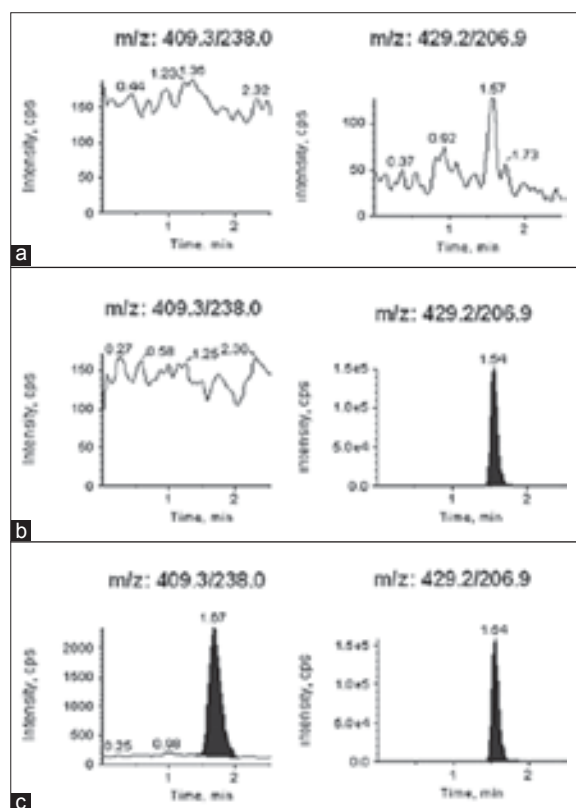 m/z: 409.3/238.0
0.44 1.23 1.36 2.32
150
100
50
0
Intensity, cps
1 2
Time, min
m/z: 429.2/206.9
1.57
0.92
0.37
1.73
100
50
0
Intensity, cps
1 2
Time, min
a
m/z: 409.3/238.0
0.27 0.58 1.25 2.30
150
100
50
0
Intensity, cps
1 2
Time, min
m/z: 429.2/206.9
1.54
1.5e5
1.0e5
5.0e4
0.0
Intensity, cps
1 2
Time, min
b
m/z: 409.3/238.0
1.67
2000
1500
1000
500
0
0.25 0.98
Intensity, cps
1 2
Time, min
m/z: 429.2/206.9
1.54
1.5e5
1.0e5
5.0e4
0.0
Intensity, cps
1 2
Time, min
c